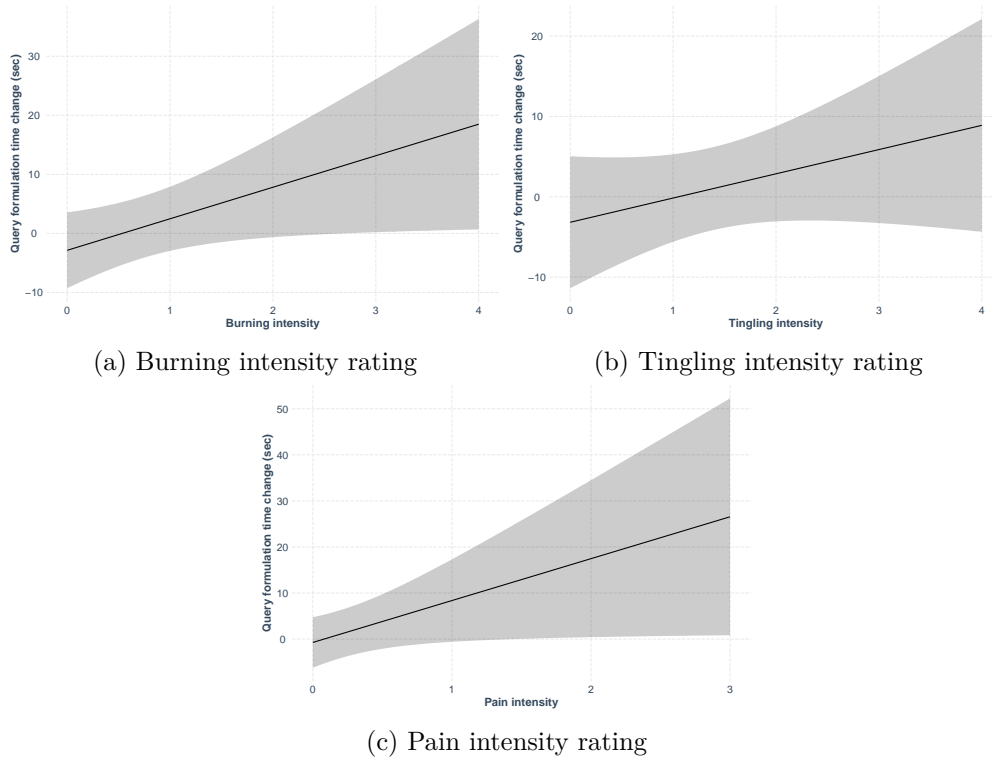 Query formulation time change (sec)
30
20
10
0
−10
0 1 2 3 4
Burning intensity
(a) Burning intensity rating
Query formulation time change (sec)
20
10
0
−10
0 1 2 3 4
Tingling intensity
(b) Tingling intensity rating
Query formulation time change (sec)
50
40
30
20
10
0
0 1 2 3
Pain intensity
(c) Pain intensity rating